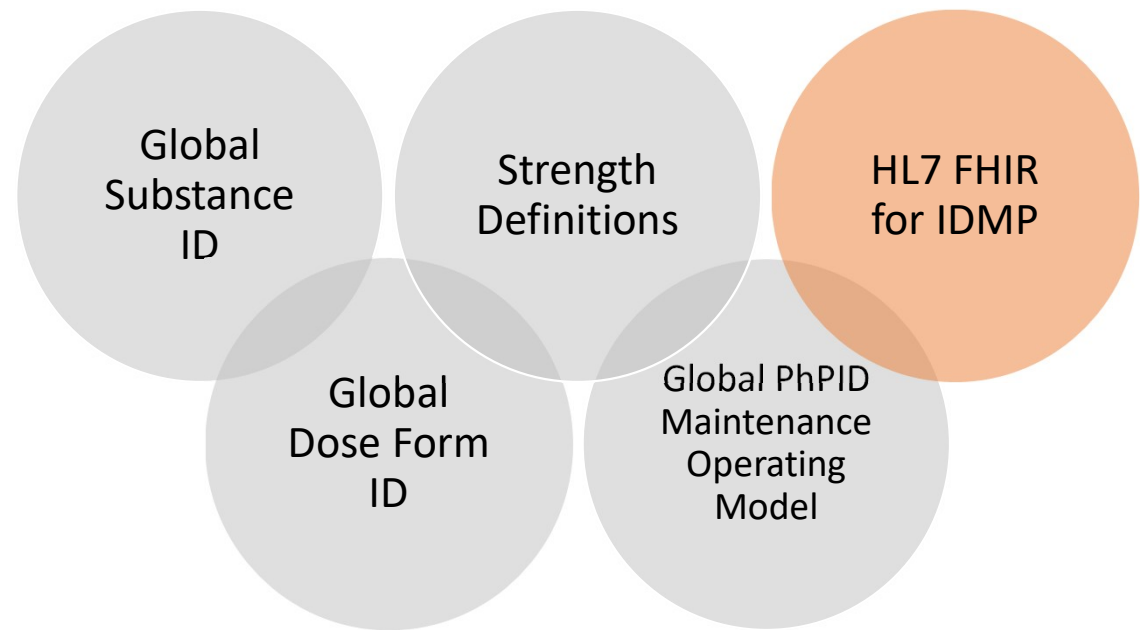 Global
Substance
ID
Strength
Definitions
HL7 FHIR
for IDMP
Global
Dose Form
ID
Global PhPID
Maintenance
Operating
Model